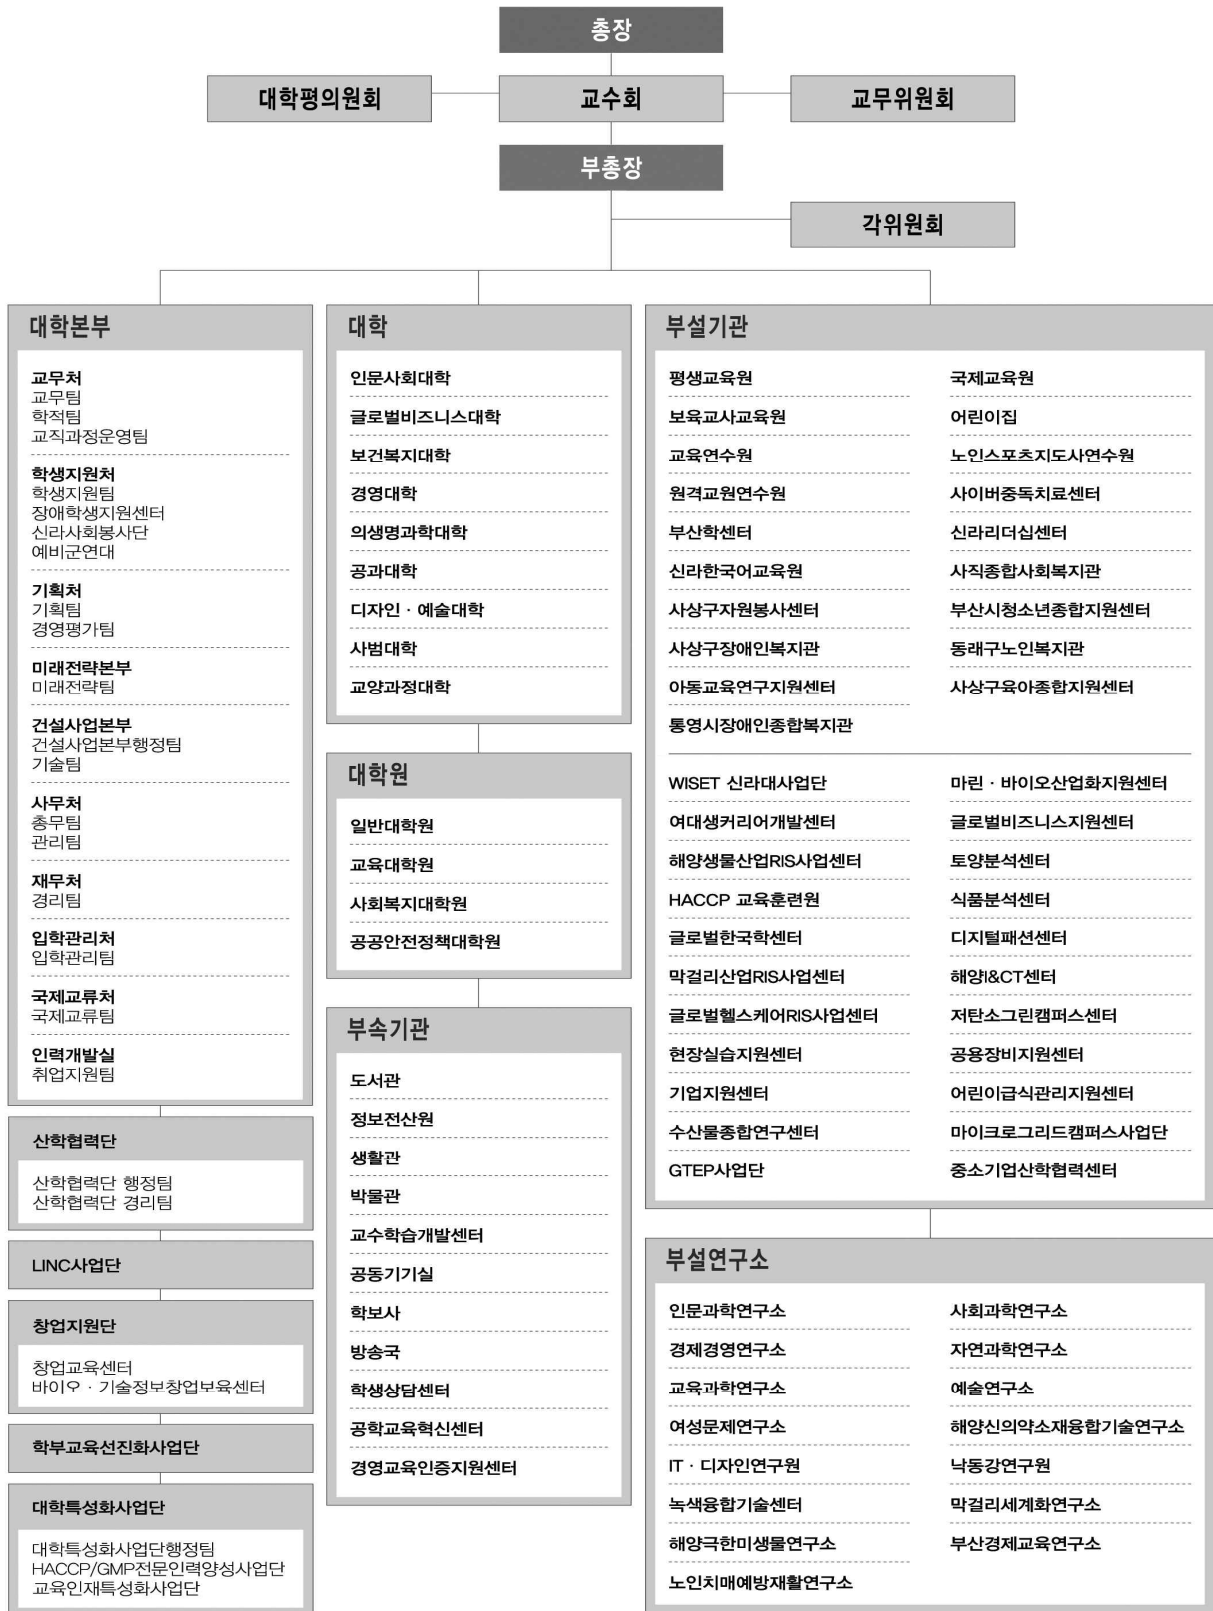 총장
대학평의원회
교수회
교무위원회
부총장
각위원회
대학본부
교무처
교무팀
학적팀
교직과정운영팀
학생지원처
학생지원팀
장애학생지원센터
신라사회봉사단
예비군연대
기획처
기획팀
경영평가팀
미래전략본부
미래전략팀
건설사업본부
건설사업본부행정팀
기술팀
사무처
총무팀
관리팀
재무처
경리팀
입학관리처
입학관리팀
국제교류처
국제교류팀
인력개발실
취업지원팀
산학협력단
산학협력단 행정팀
산학협력단 경리팀
LINC사업단
창업지원단
창업교육센터
바이오 · 기술정보창업보육센터
학부교육선진화사업단
대학특성화사업단
대학특성화사업단행정팀
HACCP/GMP전문인력양성사업단
교육인재특성화사업단
대학
인문사회대학
글로벌비즈니스대학
보건복지대학
경영대학
의생명과학대학
공과대학
디자인 · 예술대학
사범대학
교양과정대학
대학원
일반대학원
교육대학원
사회복지대학원
공공안전정책대학원
부속기관
도서관
정보전산원
생활관
박물관
교수학습개발센터
공동기기실
학보사
방송국
학생상담센터
공학교육혁신센터
경영교육인증지원센터
부설기관
평생교육원
국제교육원
보육교사교육원
어린이집
교육연수원
노인스포츠지도사연수원
원격교원연수원
사이버중독치료센터
부산학센터
신라리더십센터
신라한국어교육원
사직종합사회복지관
사상구자원봉사센터
부산시청소년종합지원센터
사상구장애인복지관
동래구노인복지관
아동교육연구지원센터
사상구육아종합지원센터
통영시장애인종합복지관
WISET 신라대사업단
마린 · 바이오산업화지원센터
여대생커리어개발센터
글로벌비즈니스지원센터
해양생물산업RIS사업센터
토양분석센터
HACCP 교육훈련원
식품분석센터
글로벌한국학센터
디지털패션센터
막걸리산업RIS사업센터
해양I&CT센터
글로벌헬스케어RIS사업센터
저탄소그린캠퍼스센터
현장실습지원센터
공용장비지원센터
기업지원센터
어린이급식관리지원센터
수산물종합연구센터
마이크로그리드캠퍼스사업단
GTEP사업단
중소기업산학협력센터
부설연구소
인문과학연구소
사회과학연구소
경제경영연구소
자연과학연구소
교육과학연구소
예술연구소
여성문제연구소
해양신의약소재융합기술연구소
IT · 디자인연구원
낙동강연구원
녹색융합기술센터
막걸리세계화연구소
해양극한미생물연구소
부산경제교육연구소
노인치매예방재활연구소